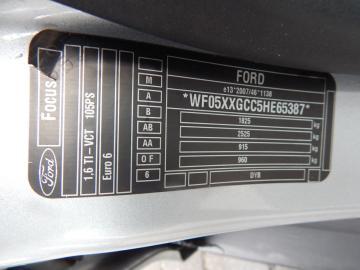 FORD
e13*2007/46*1138
*WF05XXGCC5HE65387*
1825 kg
2525 kg
915 kg
960 kg
DYB
M
A
B
AB
AA
O F
6
Focus
1.6 TI-VCT 105PS
Euro 6
Ford